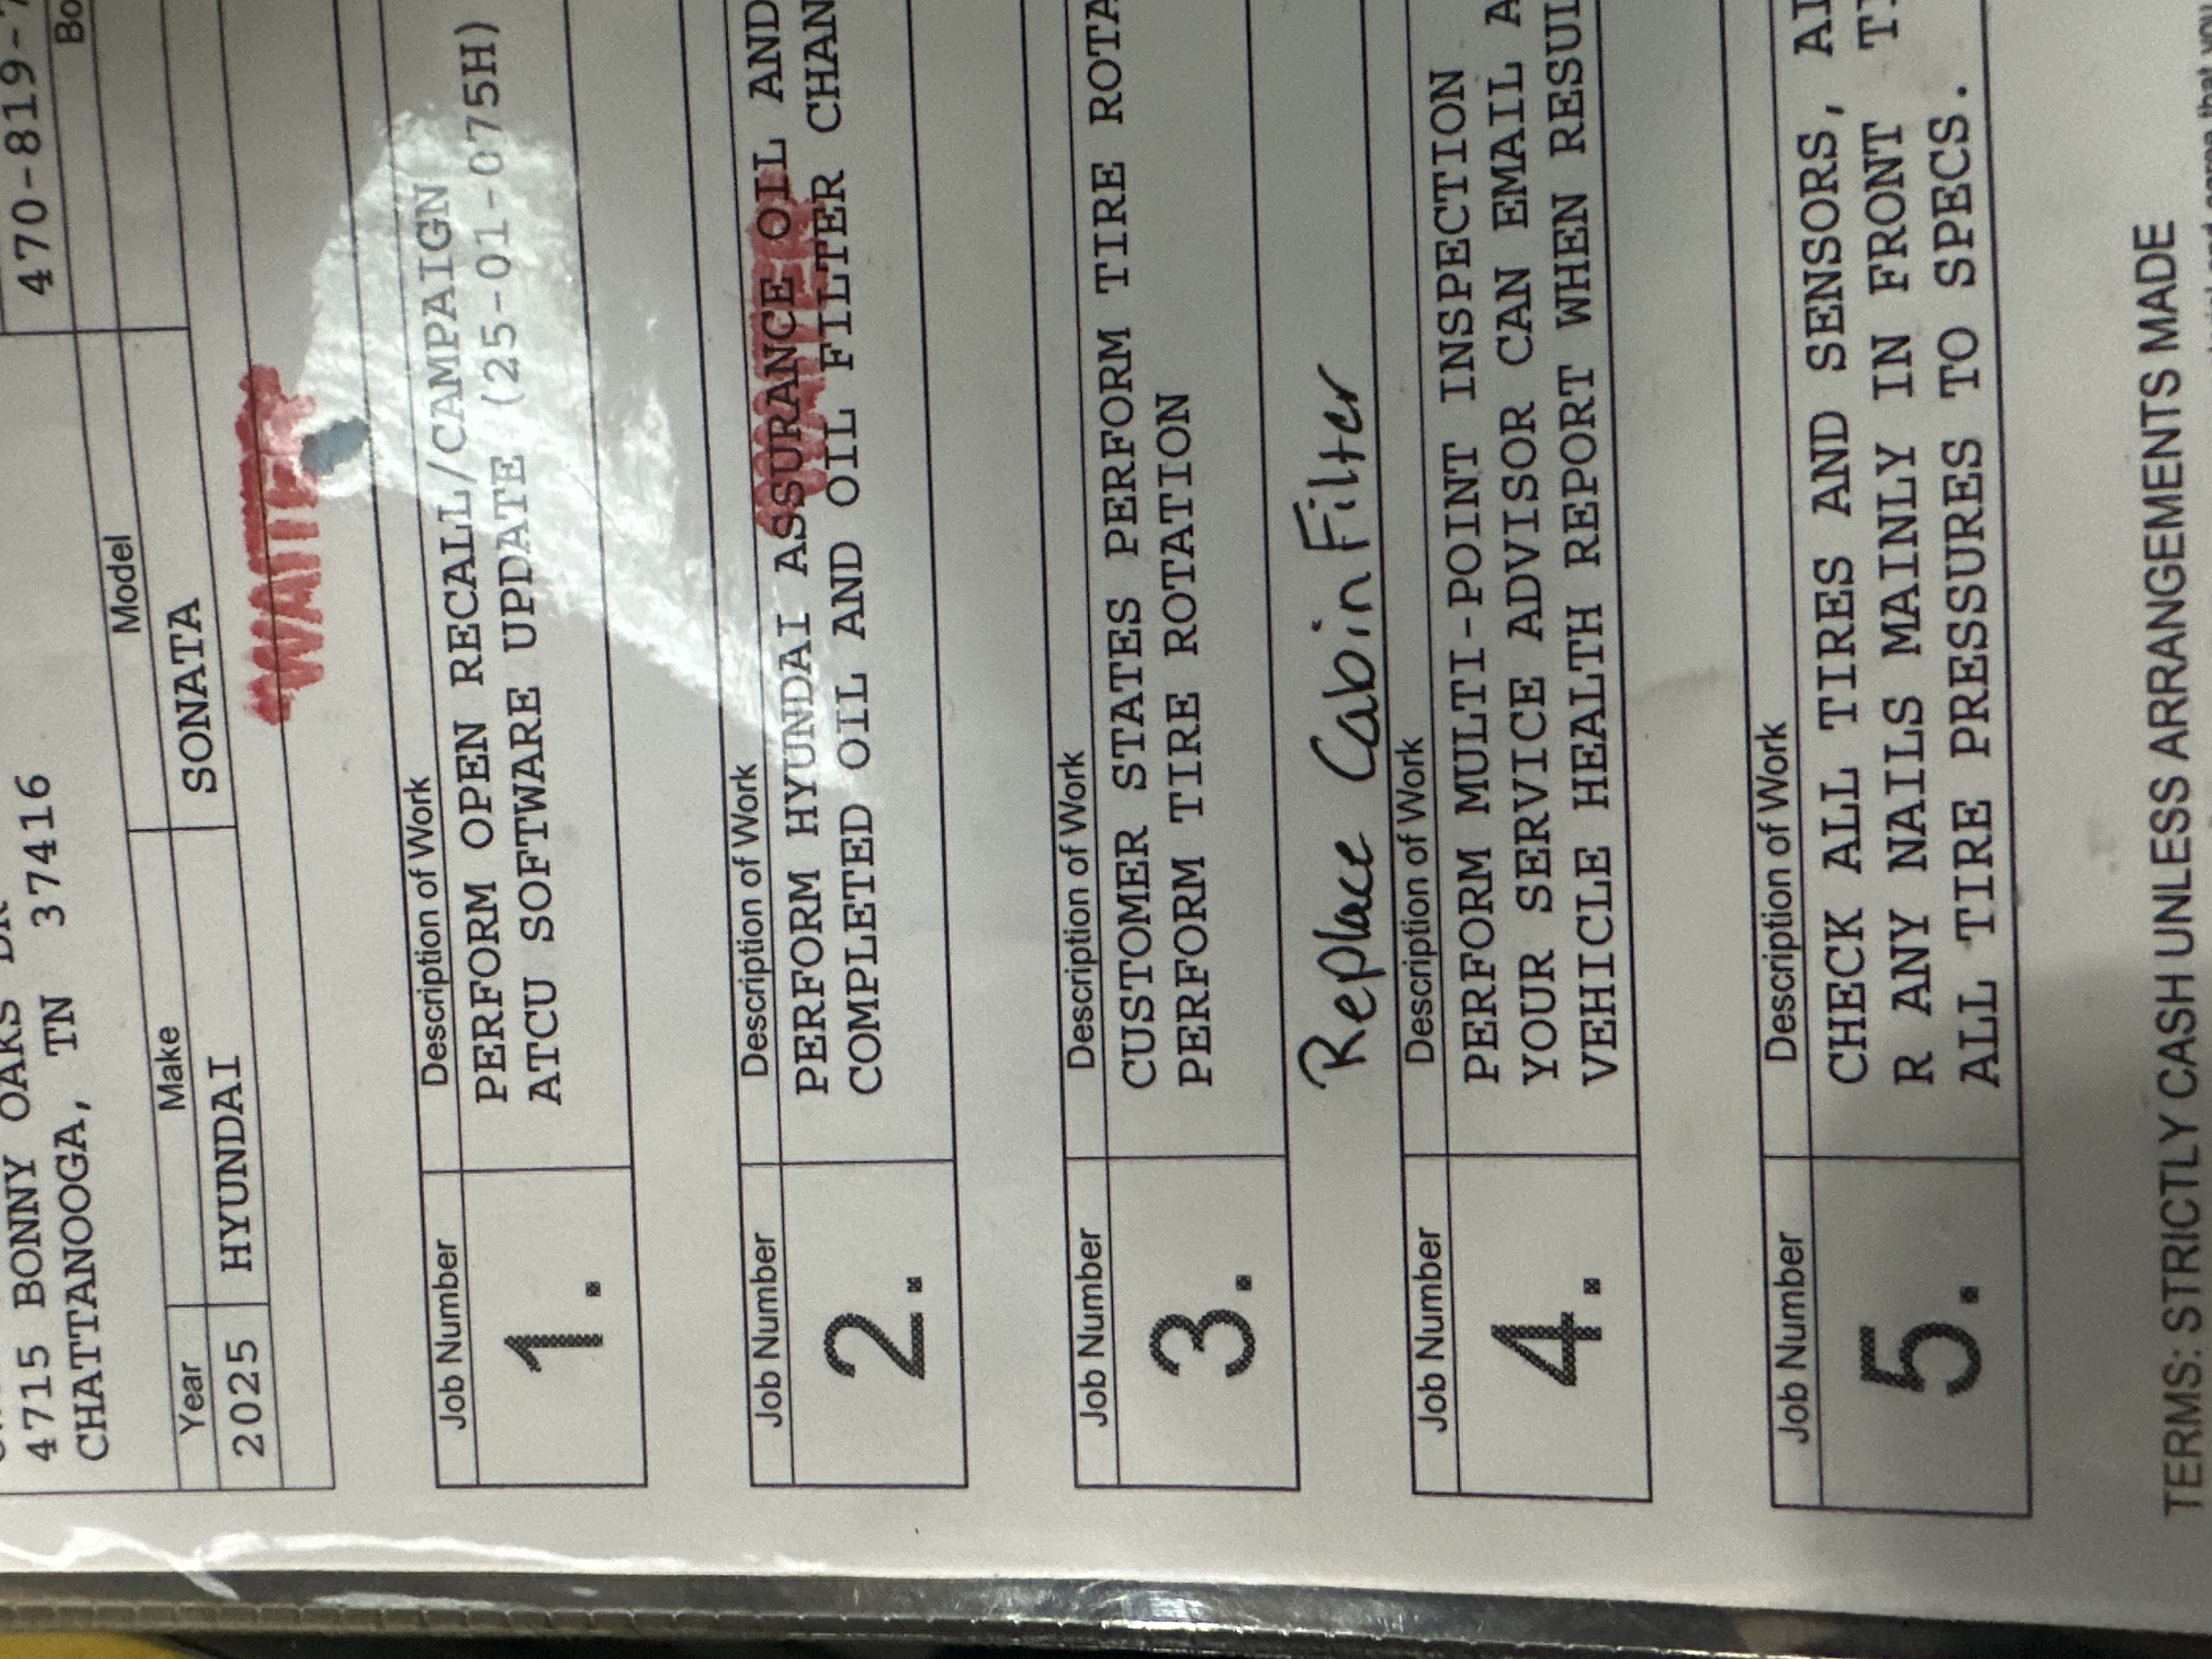 470-819-
4715 BONNY OAKS DR
CHATTANOOGA, TN 37416
Year Make Model Bo
2025 HYUNDAI SONATA
WAITER
Job Number Description of Work
1. PERFORM OPEN RECALL/CAMPAIGN
ATCU SOFTWARE UPDATE (25-01-075H)
Job Number Description of Work
2. PERFORM HYUNDAI ASSURANCE OIL AND
COMPLETED OIL AND OIL FILTER CHAN
Job Number Description of Work
3. CUSTOMER STATES PERFORM TIRE ROTA
PERFORM TIRE ROTATION
Replace Cabin Filter
Job Number Description of Work
4. PERFORM MULTI-POINT INSPECTION
YOUR SERVICE ADVISOR CAN EMAIL A
VEHICLE HEALTH REPORT WHEN RESUL
Job Number Description of Work
5. CHECK ALL TIRES AND SENSORS,
R ANY NAILS MAINLY IN FRONT
ALL TIRE PRESSURES TO SPECS.
TERMS: STRICTLY CASH UNLESS ARRANGEMENTS MADE